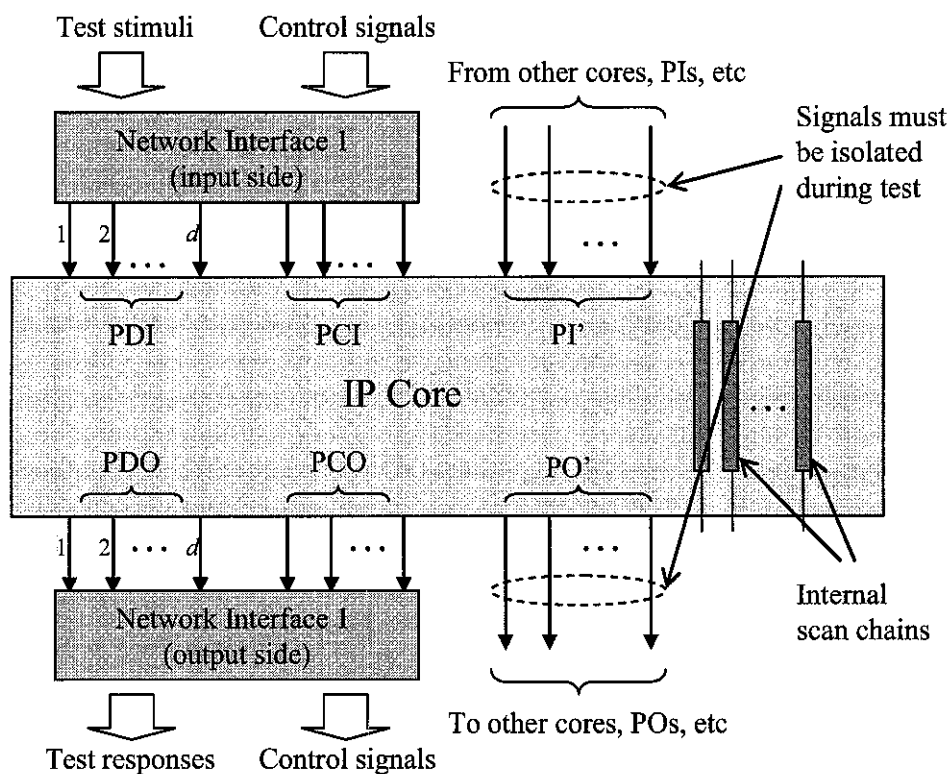 Test stimuli
Control signals
From other cores, PIs, etc
Signals must
be isolated
during test
Network Interface 1
(input side)
1
2
d
...
...
...
PDI
PCI
PI'
IP Core
...
PDO
PCO
PO'
1
2
...
d
...
...
Network Interface 1
(output side)
Internal
scan chains
To other cores, POs, etc
Test responses
Control signals